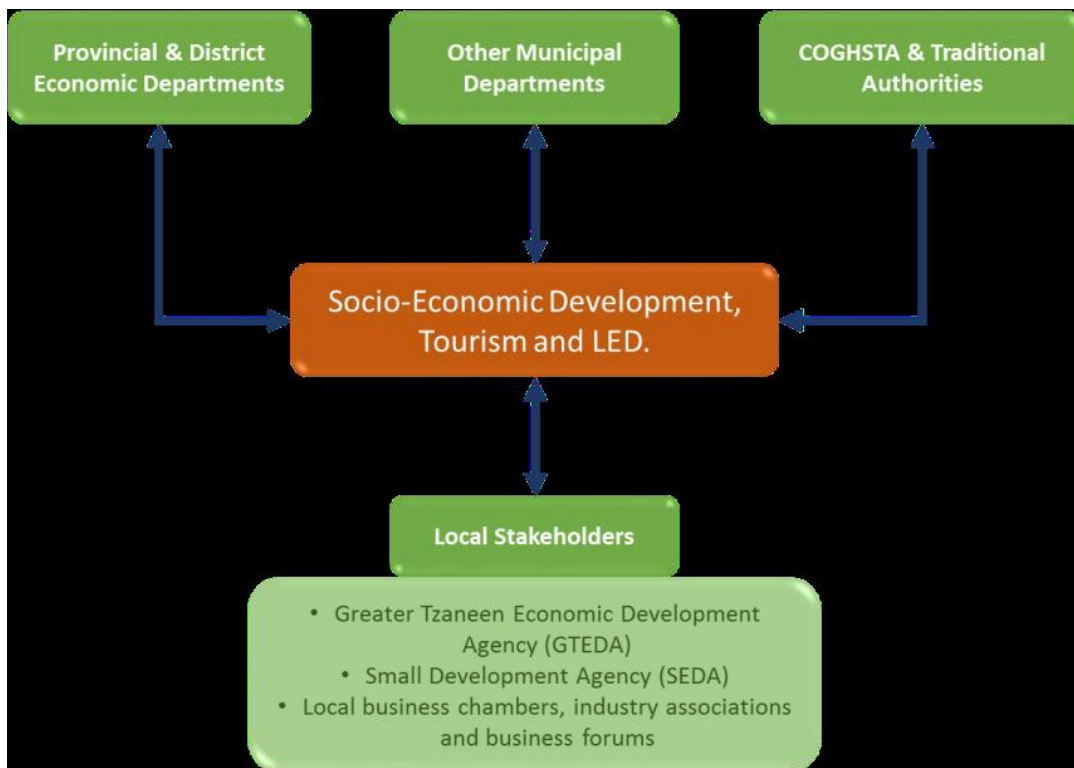 Provincial & District
Economic Departments
Other Municipal
Departments
COGHSTA & Traditional
Authorities
Socio-Economic Development,
Tourism and LED.
Local Stakeholders
• Greater Tzaneen Economic Development
Agency (GTEDA)
• Small Development Agency (SEDA)
• Local business chambers, industry associations
and business forums